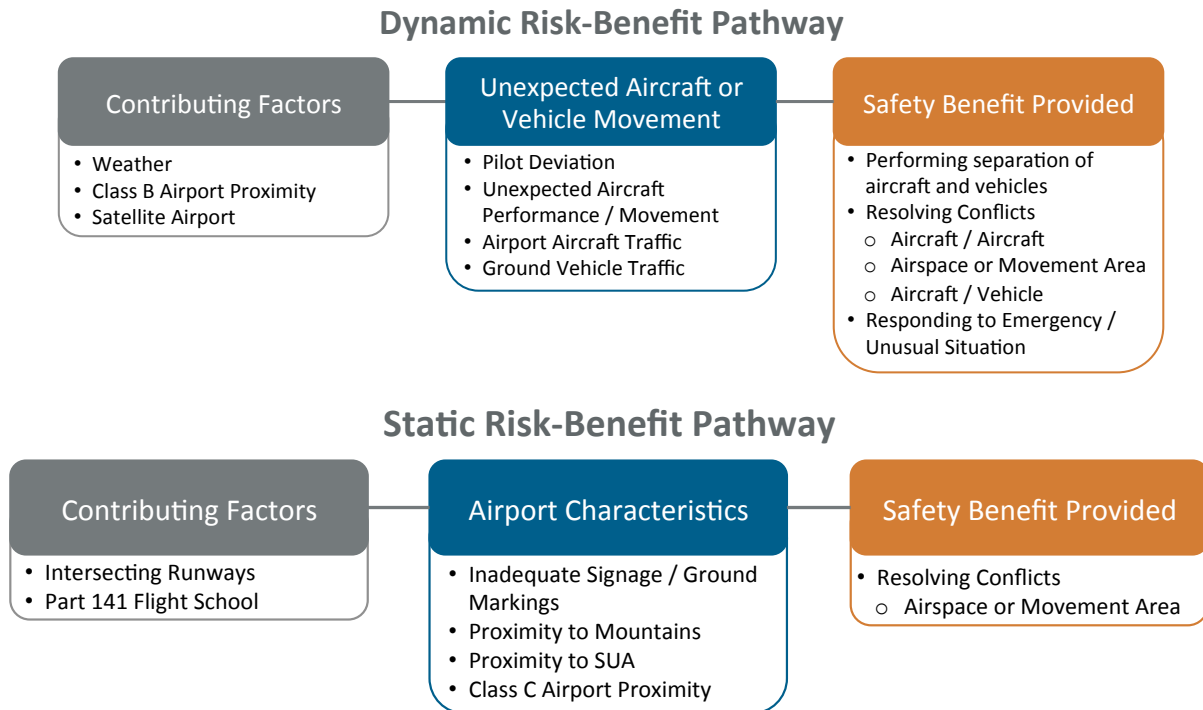 Dynamic Risk-Benefit Pathway
Contributing Factors
• Weather
• Class B Airport Proximity
• Satellite Airport
Unexpected Aircraft or
Vehicle Movement
• Pilot Deviation
• Unexpected Aircraft
Performance / Movement
• Airport Aircraft Traffic
• Ground Vehicle Traffic
Safety Benefit Provided
• Performing separation of
aircraft and vehicles
• Resolving Conflicts
o Aircraft / Aircraft
o Airspace or Movement Area
o Aircraft / Vehicle
• Responding to Emergency /
Unusual Situation
Static Risk-Benefit Pathway
Contributing Factors
• Intersecting Runways
• Part 141 Flight School
Airport Characteristics
• Inadequate Signage / Ground
Markings
• Proximity to Mountains
• Proximity to SUA
• Class C Airport Proximity
Safety Benefit Provided
• Resolving Conflicts
o Airspace or Movement Area